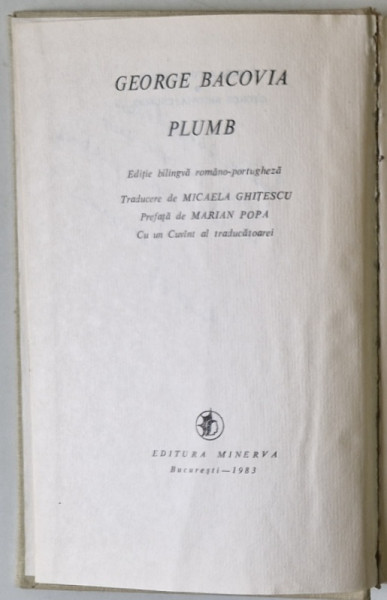 GEORGE BACOVIA
PLUMB
Ediție bilingvă româno-portugheză
Traducere de MICAELA GHIȚESCU
Prefață de MARIAN POPA
Cu un Cuvînt al traducătoarei
EDITURA MINERVA
București—1983